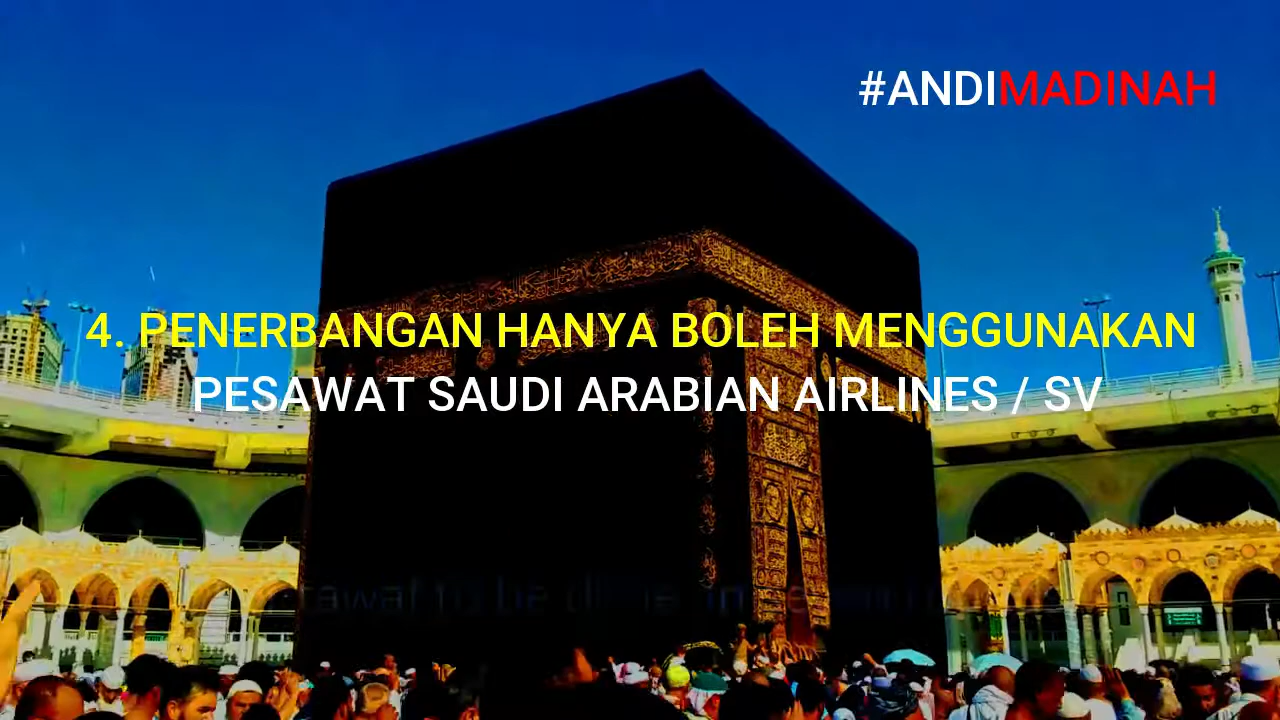 #ANDIMADINAH
4. PENERBANGAN HANYA BOLEH MENGGUNAKAN
PESAWAT SAUDI ARABIAN AIRLINES / SV